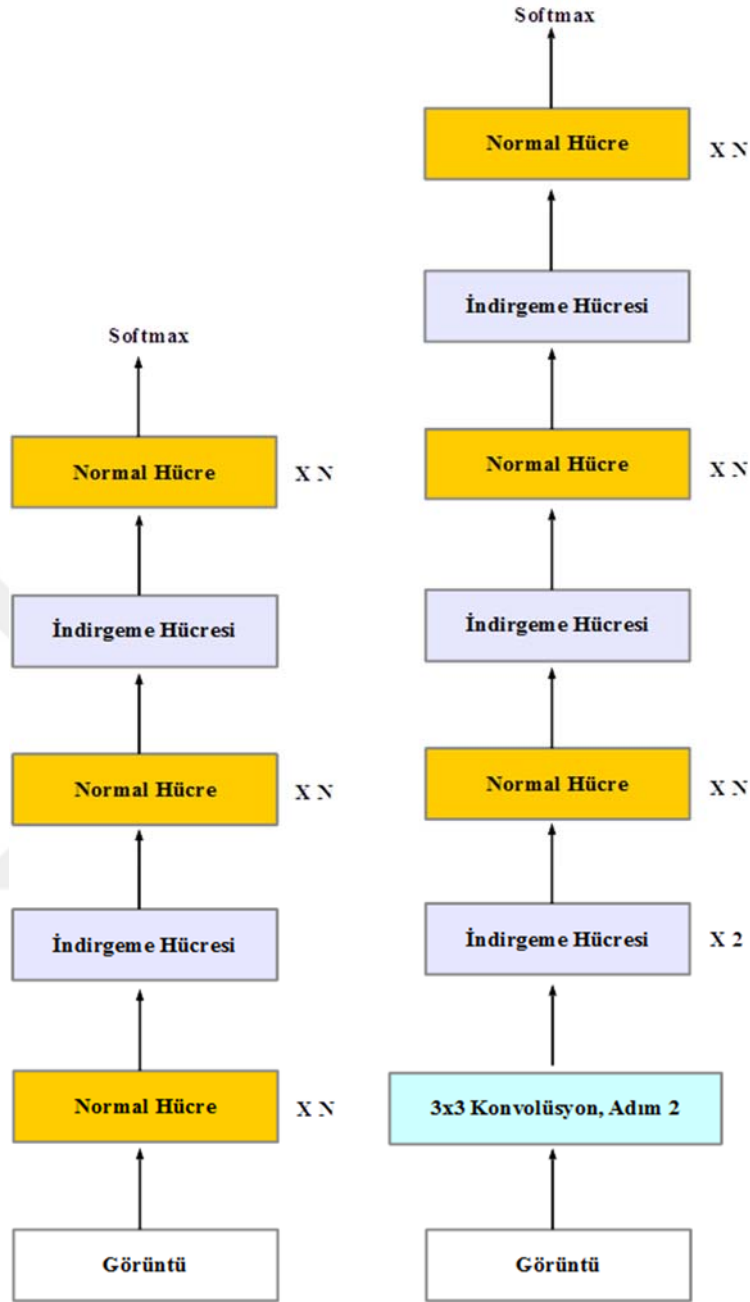 Softmax
Normal Hücre
X N
İndirgeme Hücresi
Normal Hücre
X N
İndirgeme Hücresi
Normal Hücre
X N
Görüntü
Softmax
Normal Hücre
X N
İndirgeme Hücresi
Normal Hücre
X N
İndirgeme Hücresi
Normal Hücre
X N
İndirgeme Hücresi
X 2
3x3 Konvolüsyon, Adım 2
Görüntü